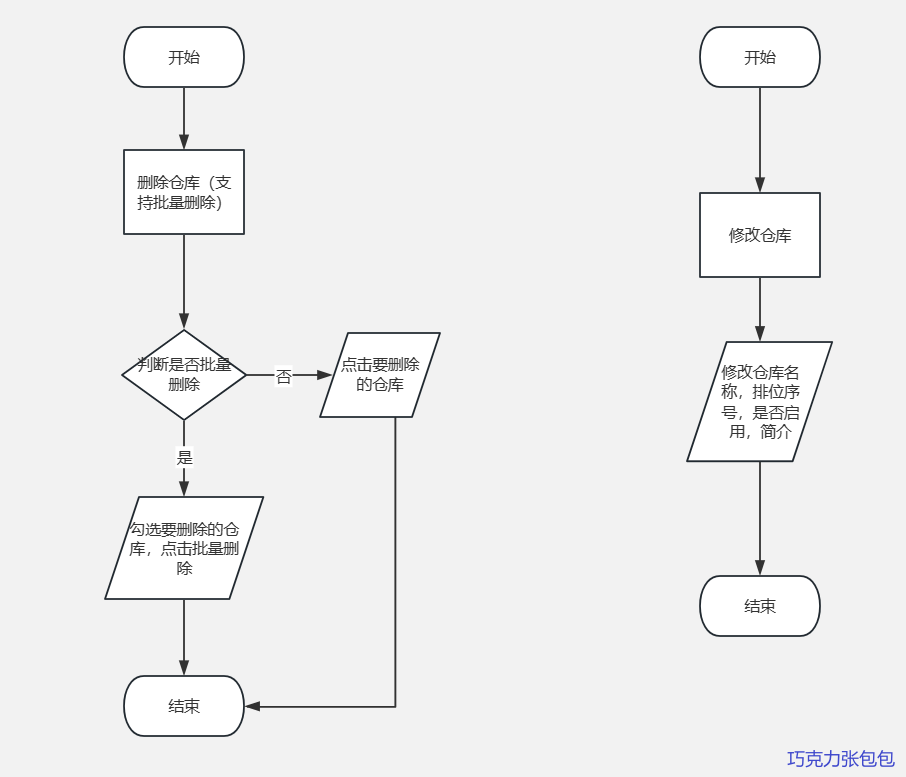 开始
删除仓库（支
持批量删除）
判断是否批量
删除
否
点击要删除
的仓库
是
勾选要删除的仓
库，点击批量删
除
结束
开始
修改仓库
修改仓库名
称，排位序
号，是否启
用，简介
结束
巧克力张包包